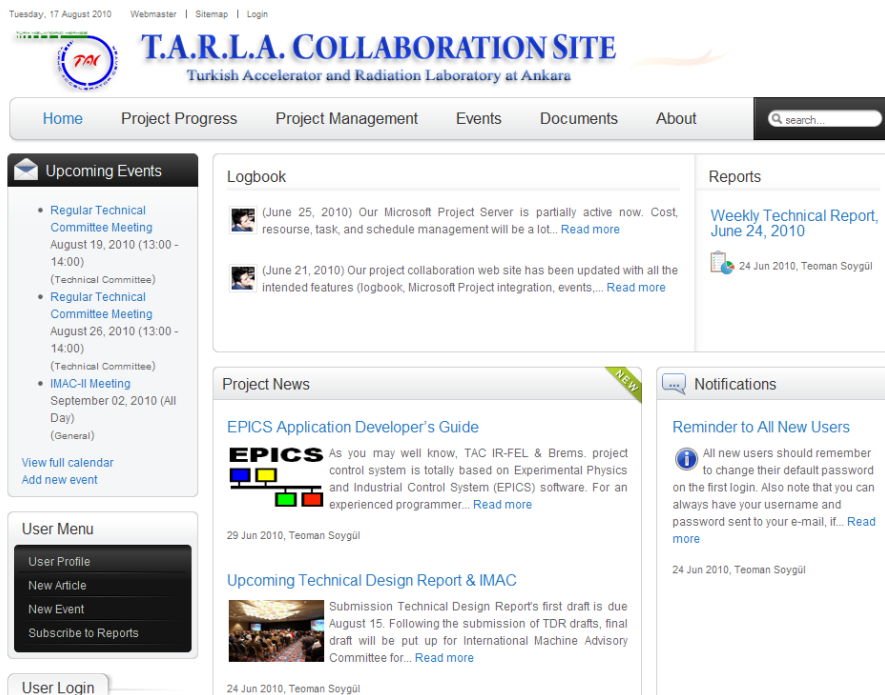 Tuesday, 17 August 2010 Webmaster | Sitemap | Login
TAC
T.A.R.L.A. COLLABORATION SITE
Turkish Accelerator and Radiation Laboratory at Ankara
Home Project Progress Project Management Events Documents About search...
Upcoming Events
Regular Technical
Committee Meeting
August 19, 2010 (13:00 -
14:00)
(Technical Committee)
Regular Technical
Committee Meeting
August 26, 2010 (13:00 -
14:00)
(Technical Committee)
IMAC-II Meeting
September 02, 2010 (All
Day)
(General)
View full calendar
Add new event
User Menu
User Profile
New Article
New Event
Subscribe to Reports
User Login
Logbook
(June 25, 2010) Our Microsoft Project Server is partially active now. Cost,
resourse, task, and schedule management will be a lot... Read more
(June 21, 2010) Our project collaboration web site has been updated with all the
intended features (logbook, Microsoft Project integration, events,... Read more
Reports
Weekly Technical Report,
June 24, 2010
24 Jun 2010, Teoman Soygül
Project News
NEW
EPICS Application Developer's Guide
EPICS
As you may well know, TAC IR-FEL & Brems. project
control system is totally based on Experimental Physics
and Industrial Control System (EPICS) software. For an
experienced programmer... Read more
29 Jun 2010, Teoman Soygül
Upcoming Technical Design Report & IMAC
Submission Technical Design Report's first draft is due
August 15. Following the submission of TDR drafts, final
draft will be put up for International Machine Advisory
Committee for... Read more
24 Jun 2010, Teoman Soygül
Notifications
Reminder to All New Users
All new users should remember
to change their default password
on the first login. Also note that you can
always have your username and
password sent to your e-mail, if... Read
more
24 Jun 2010, Teoman Soygül